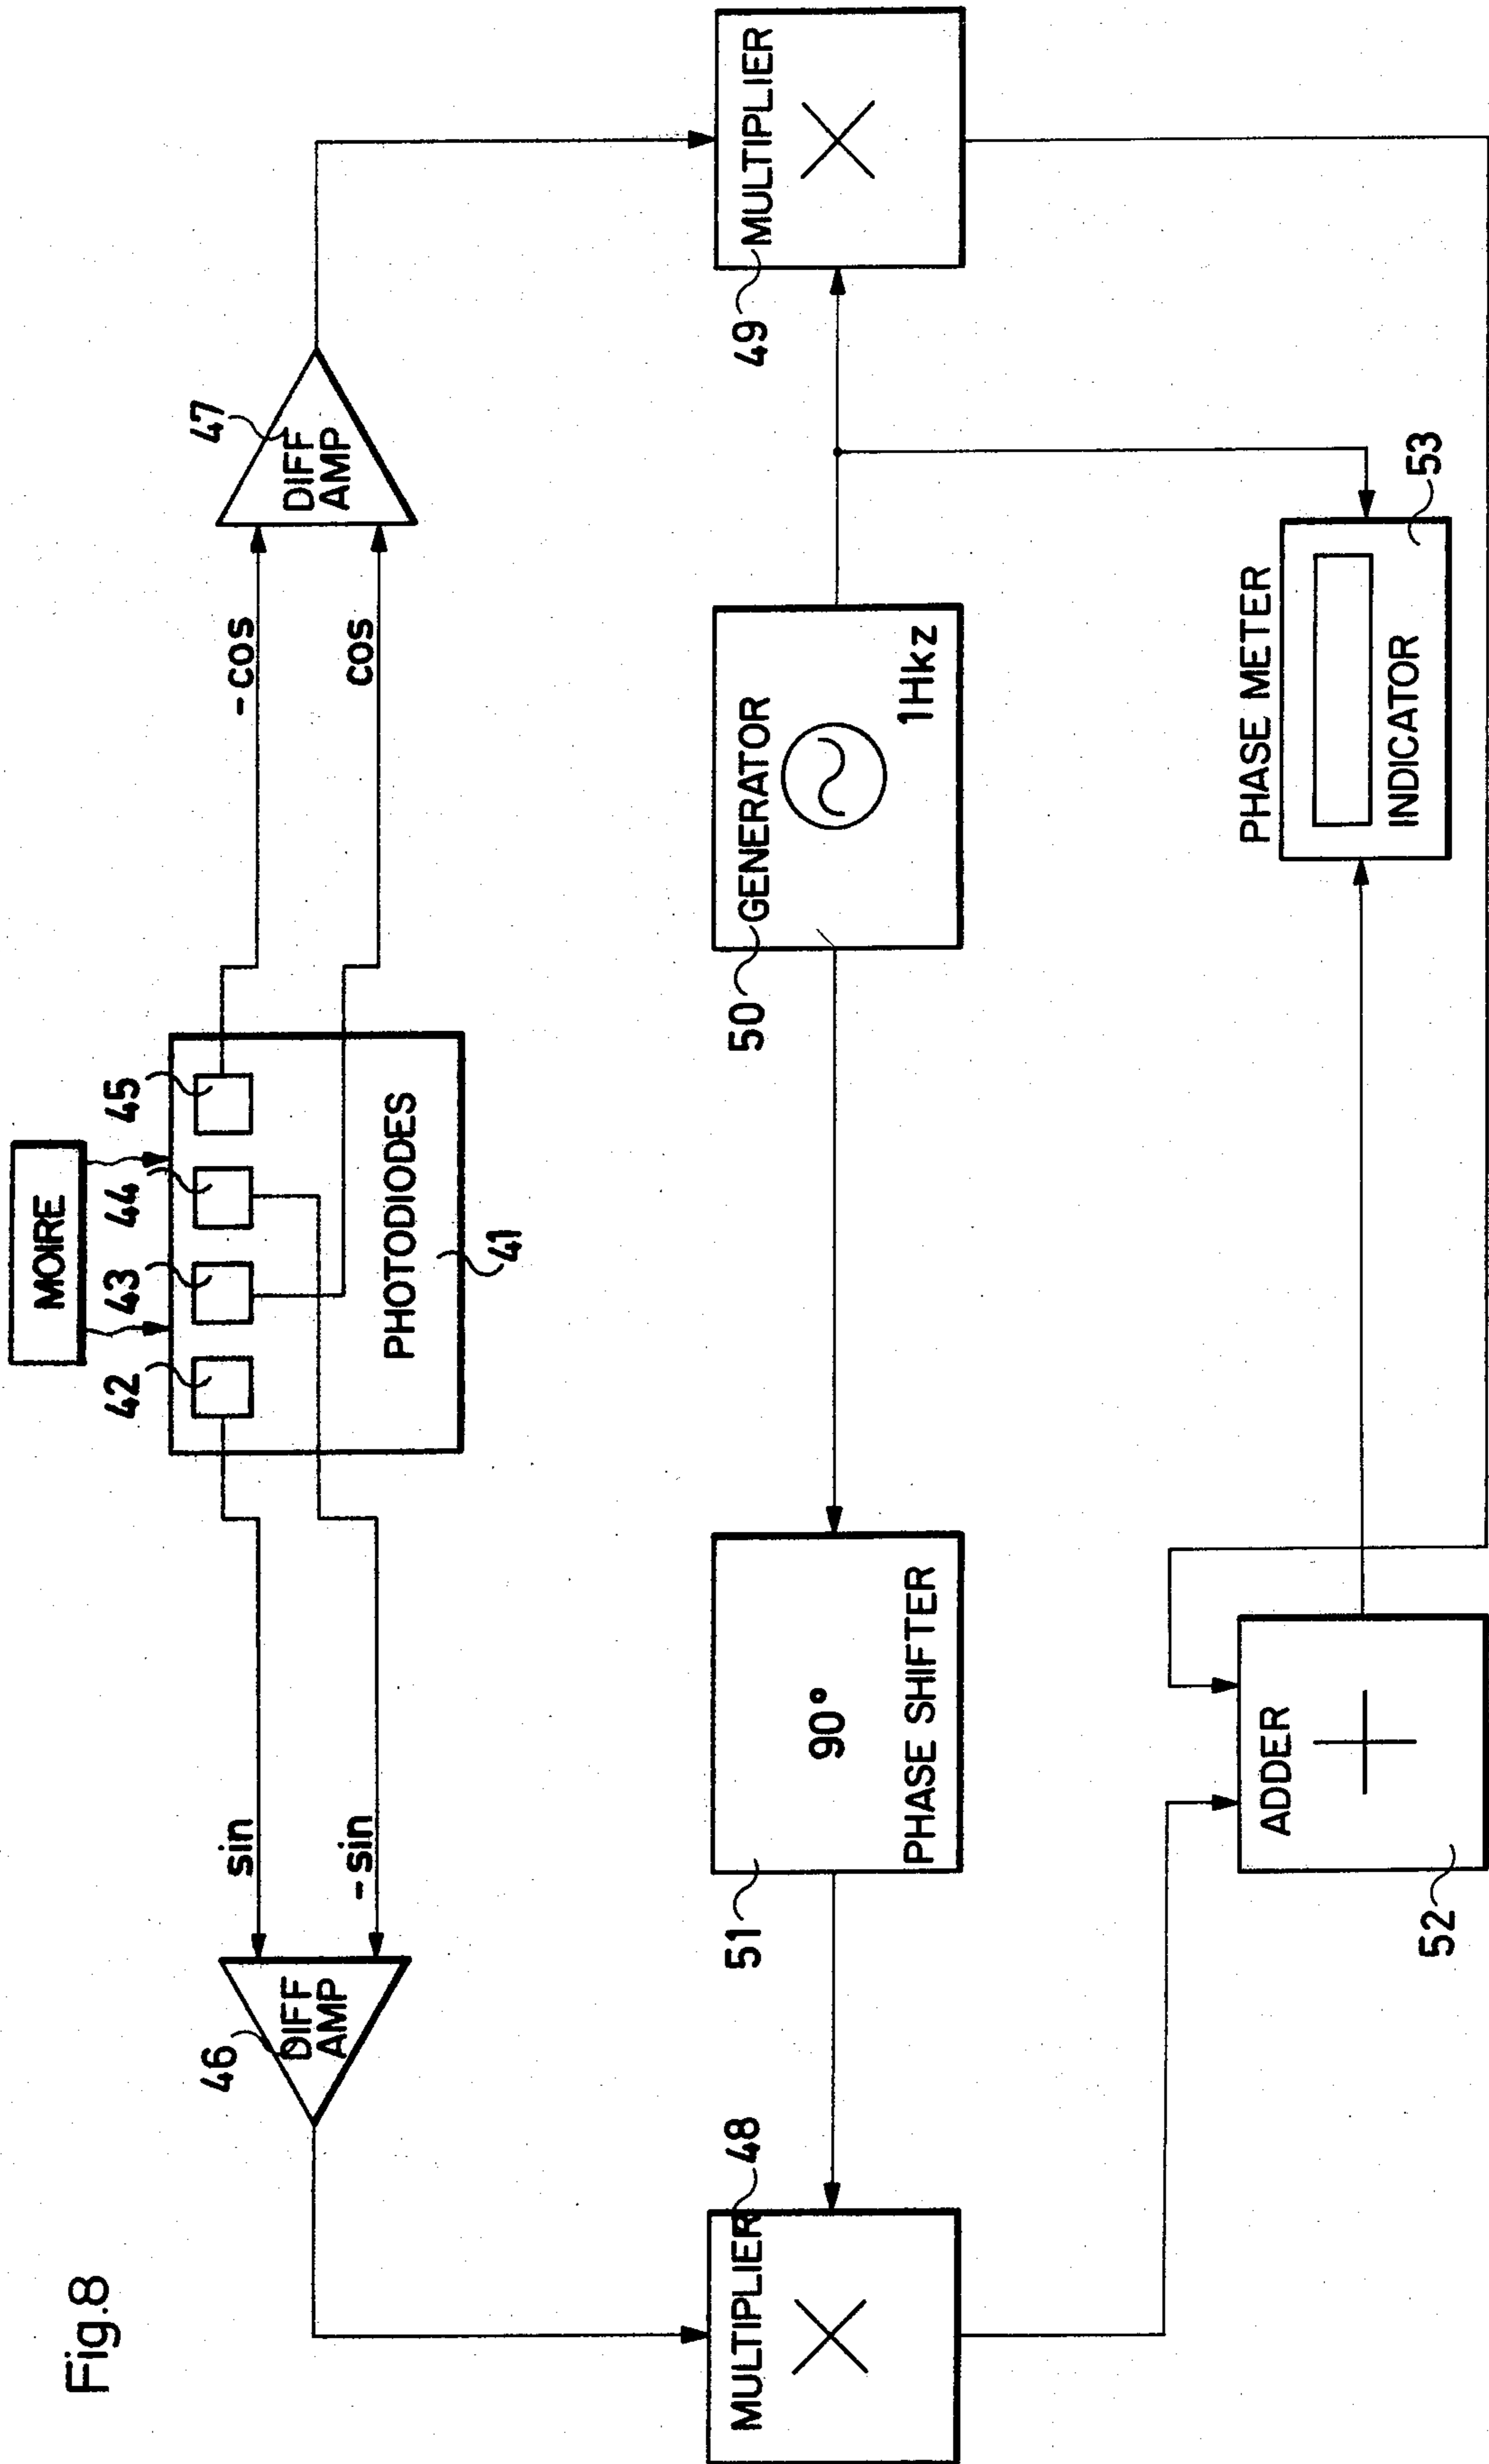 Fig.8
MOIRE
42
43
44
45
PHOTODIODES
41
sin
-sin
-cos
cos
46
DIFF
AMP
47
DIFF
AMP
MULTIPLIER
48
51
90°
PHASE SHIFTER
50
GENERATOR
1Hkz
49
MULTIPLIER
52
ADDER
PHASE METER
INDICATOR
53